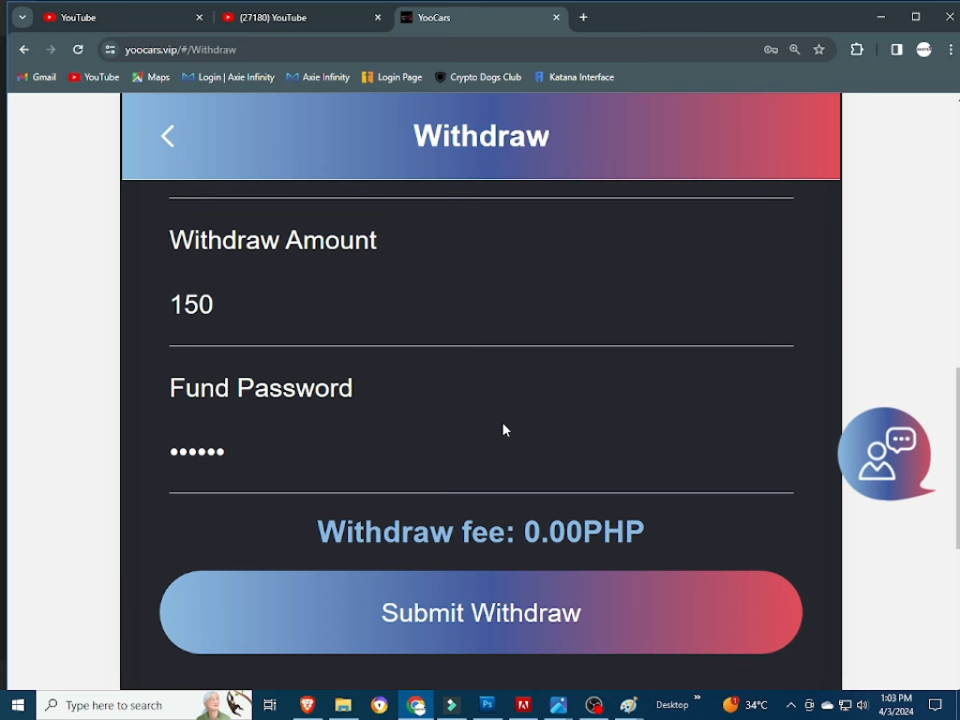 YouTube
(27180) YouTube
YooCars
yoocars.vip/#/Withdraw
Gmail
YouTube
Maps
Login | Axie Infinity
Axie Infinity
Login Page
Crypto Dogs Club
Katana Interface
Withdraw
Withdraw Amount
150
Fund Password
••••••
Withdraw fee: 0.00PHP
Submit Withdraw
Type here to search
Desktop
34°C
1:03 PM
4/3/2024